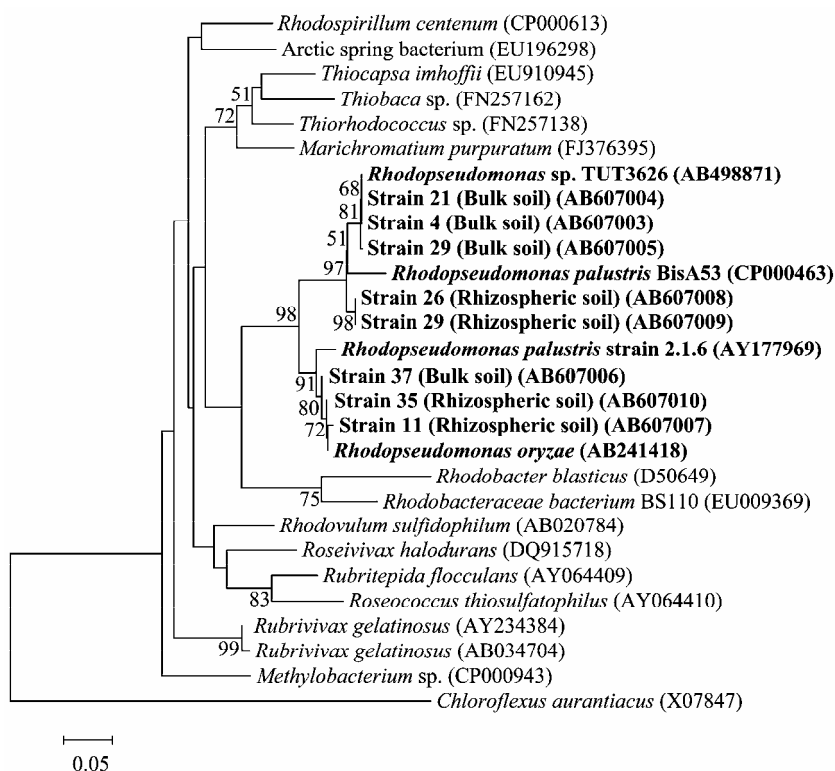 Rhodospirillum centenum (CP000613)
Arctic spring bacterium (EU196298)
Thiocapsa imhoffii (EU910945)
51
Thiobaca sp. (FN257162)
72
Thiorhodococcus sp. (FN257138)
Marichromatium purpuratum (FJ376395)
Rhodopseudomonas sp. TUT3626 (AB498871)
68
Strain 21 (Bulk soil) (AB607004)
81
Strain 4 (Bulk soil) (AB607003)
51
Strain 29 (Bulk soil) (AB607005)
97
Rhodopseudomonas palustris BisA53 (CP000463)
Strain 26 (Rhizospheric soil) (AB607008)
98
98
Strain 29 (Rhizospheric soil) (AB607009)
Rhodopseudomonas palustris strain 2.1.6 (AY177969)
91
Strain 37 (Bulk soil) (AB607006)
80
Strain 35 (Rhizospheric soil) (AB607010)
72
Strain 11 (Rhizospheric soil) (AB607007)
Rhodopseudomonas oryzae (AB241418)
Rhodobacter blasticus (D50649)
75
Rhodobacteraceae bacterium BS110 (EU009369)
Rhodovulum sulfidophilum (AB020784)
Roseivivax halodurans (DQ915718)
Rubritepida flocculans (AY064409)
83
Roseococcus thiosulfatophilus (AY064410)
Rubrivivax gelatinosus (AY234384)
99
Rubrivivax gelatinosus (AB034704)
Methylobacterium sp. (CP000943)
Chloroflexus aurantiacus (X07847)
0.05